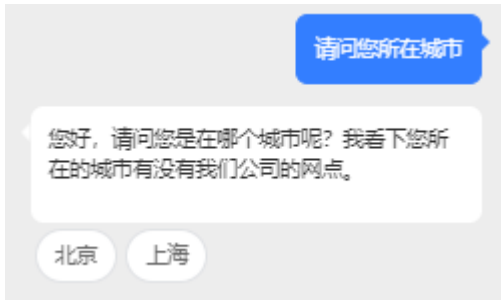 请问您所在城市
您好，请问您是在哪个城市呢？我看下您所
在的城市有没有我们公司的网点。
北京
上海